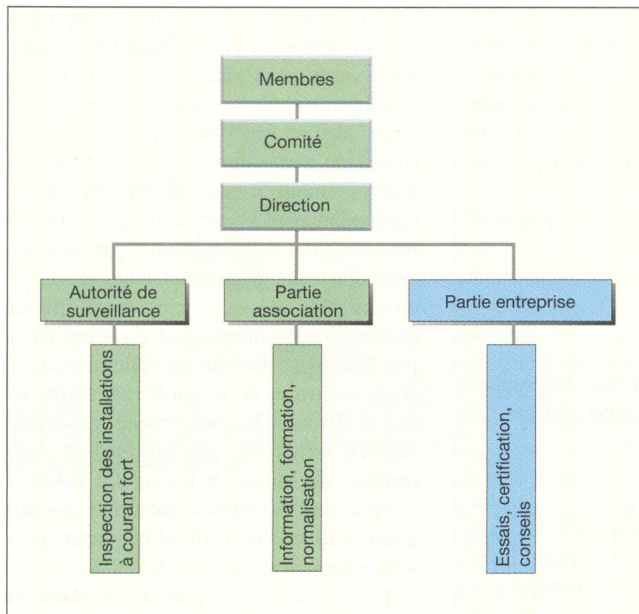 Membres
Comité
Direction
Autorité de
surveillance
Partie
association
Partie entreprise
Inspection des installations
à courant fort
Information, formation,
normalisation
Essais, certification,
conseils